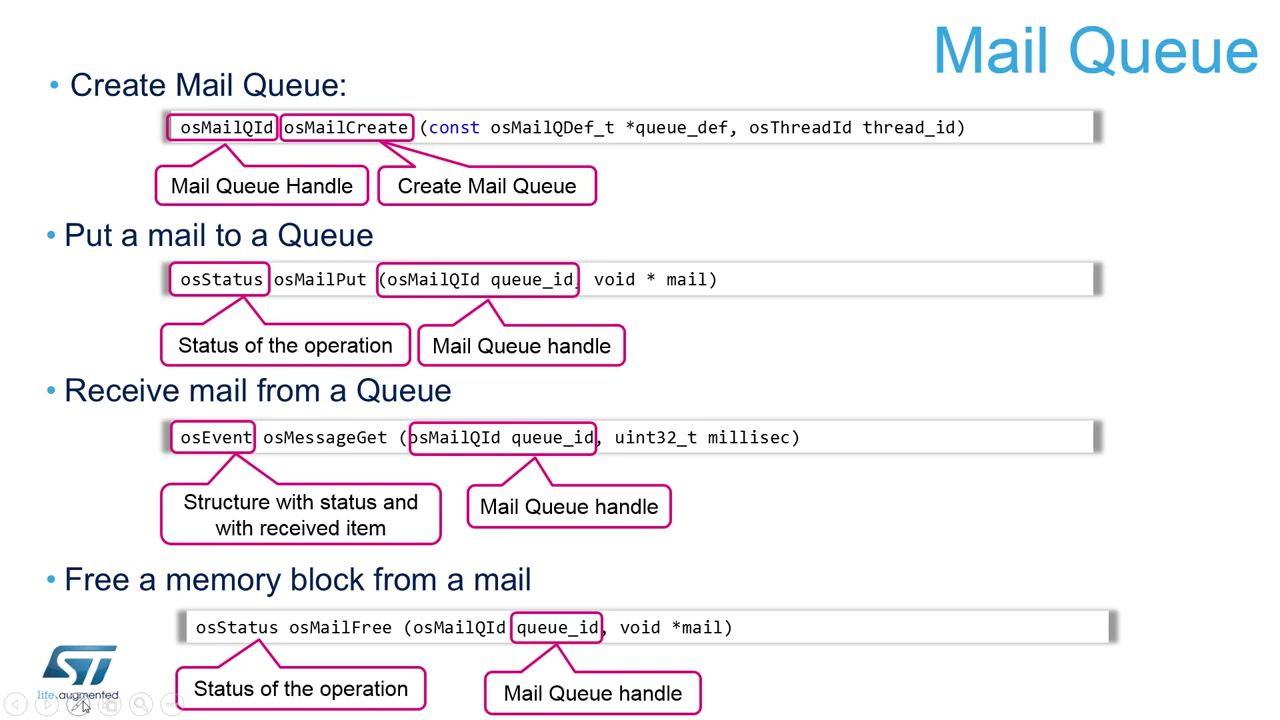 Mail Queue
• Create Mail Queue:
osMailQId osMailCreate (const osMailQDef_t *queue_def, osThreadId thread_id)
Mail Queue Handle
Create Mail Queue
• Put a mail to a Queue
osStatus osMailPut (osMailQId queue_id, void * mail)
Status of the operation
Mail Queue handle
• Receive mail from a Queue
osEvent osMessageGet (osMailQId queue_id, uint32_t millisec)
Structure with status and
with received item
Mail Queue handle
• Free a memory block from a mail
osStatus osMailFree (osMailQId queue_id, void *mail)
Status of the operation
Mail Queue handle
ST
life.augmented